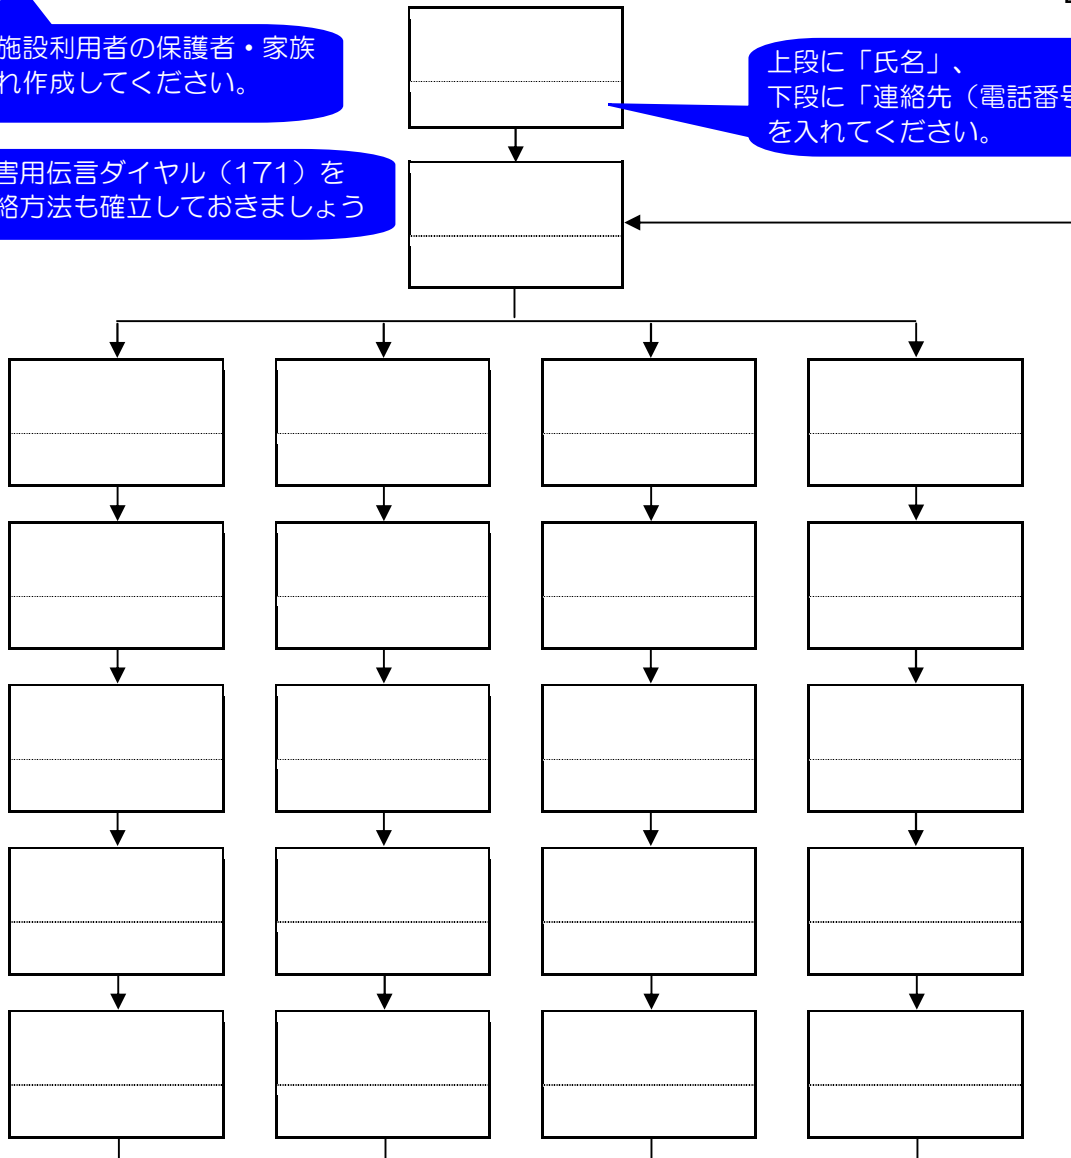 施設利用者の保護者・家族
れ作成してください。
上段に「氏名」、
下段に「連絡先（電話番号
を入れてください。
害用伝言ダイヤル（171）を
絡方法も確立しておきましょう